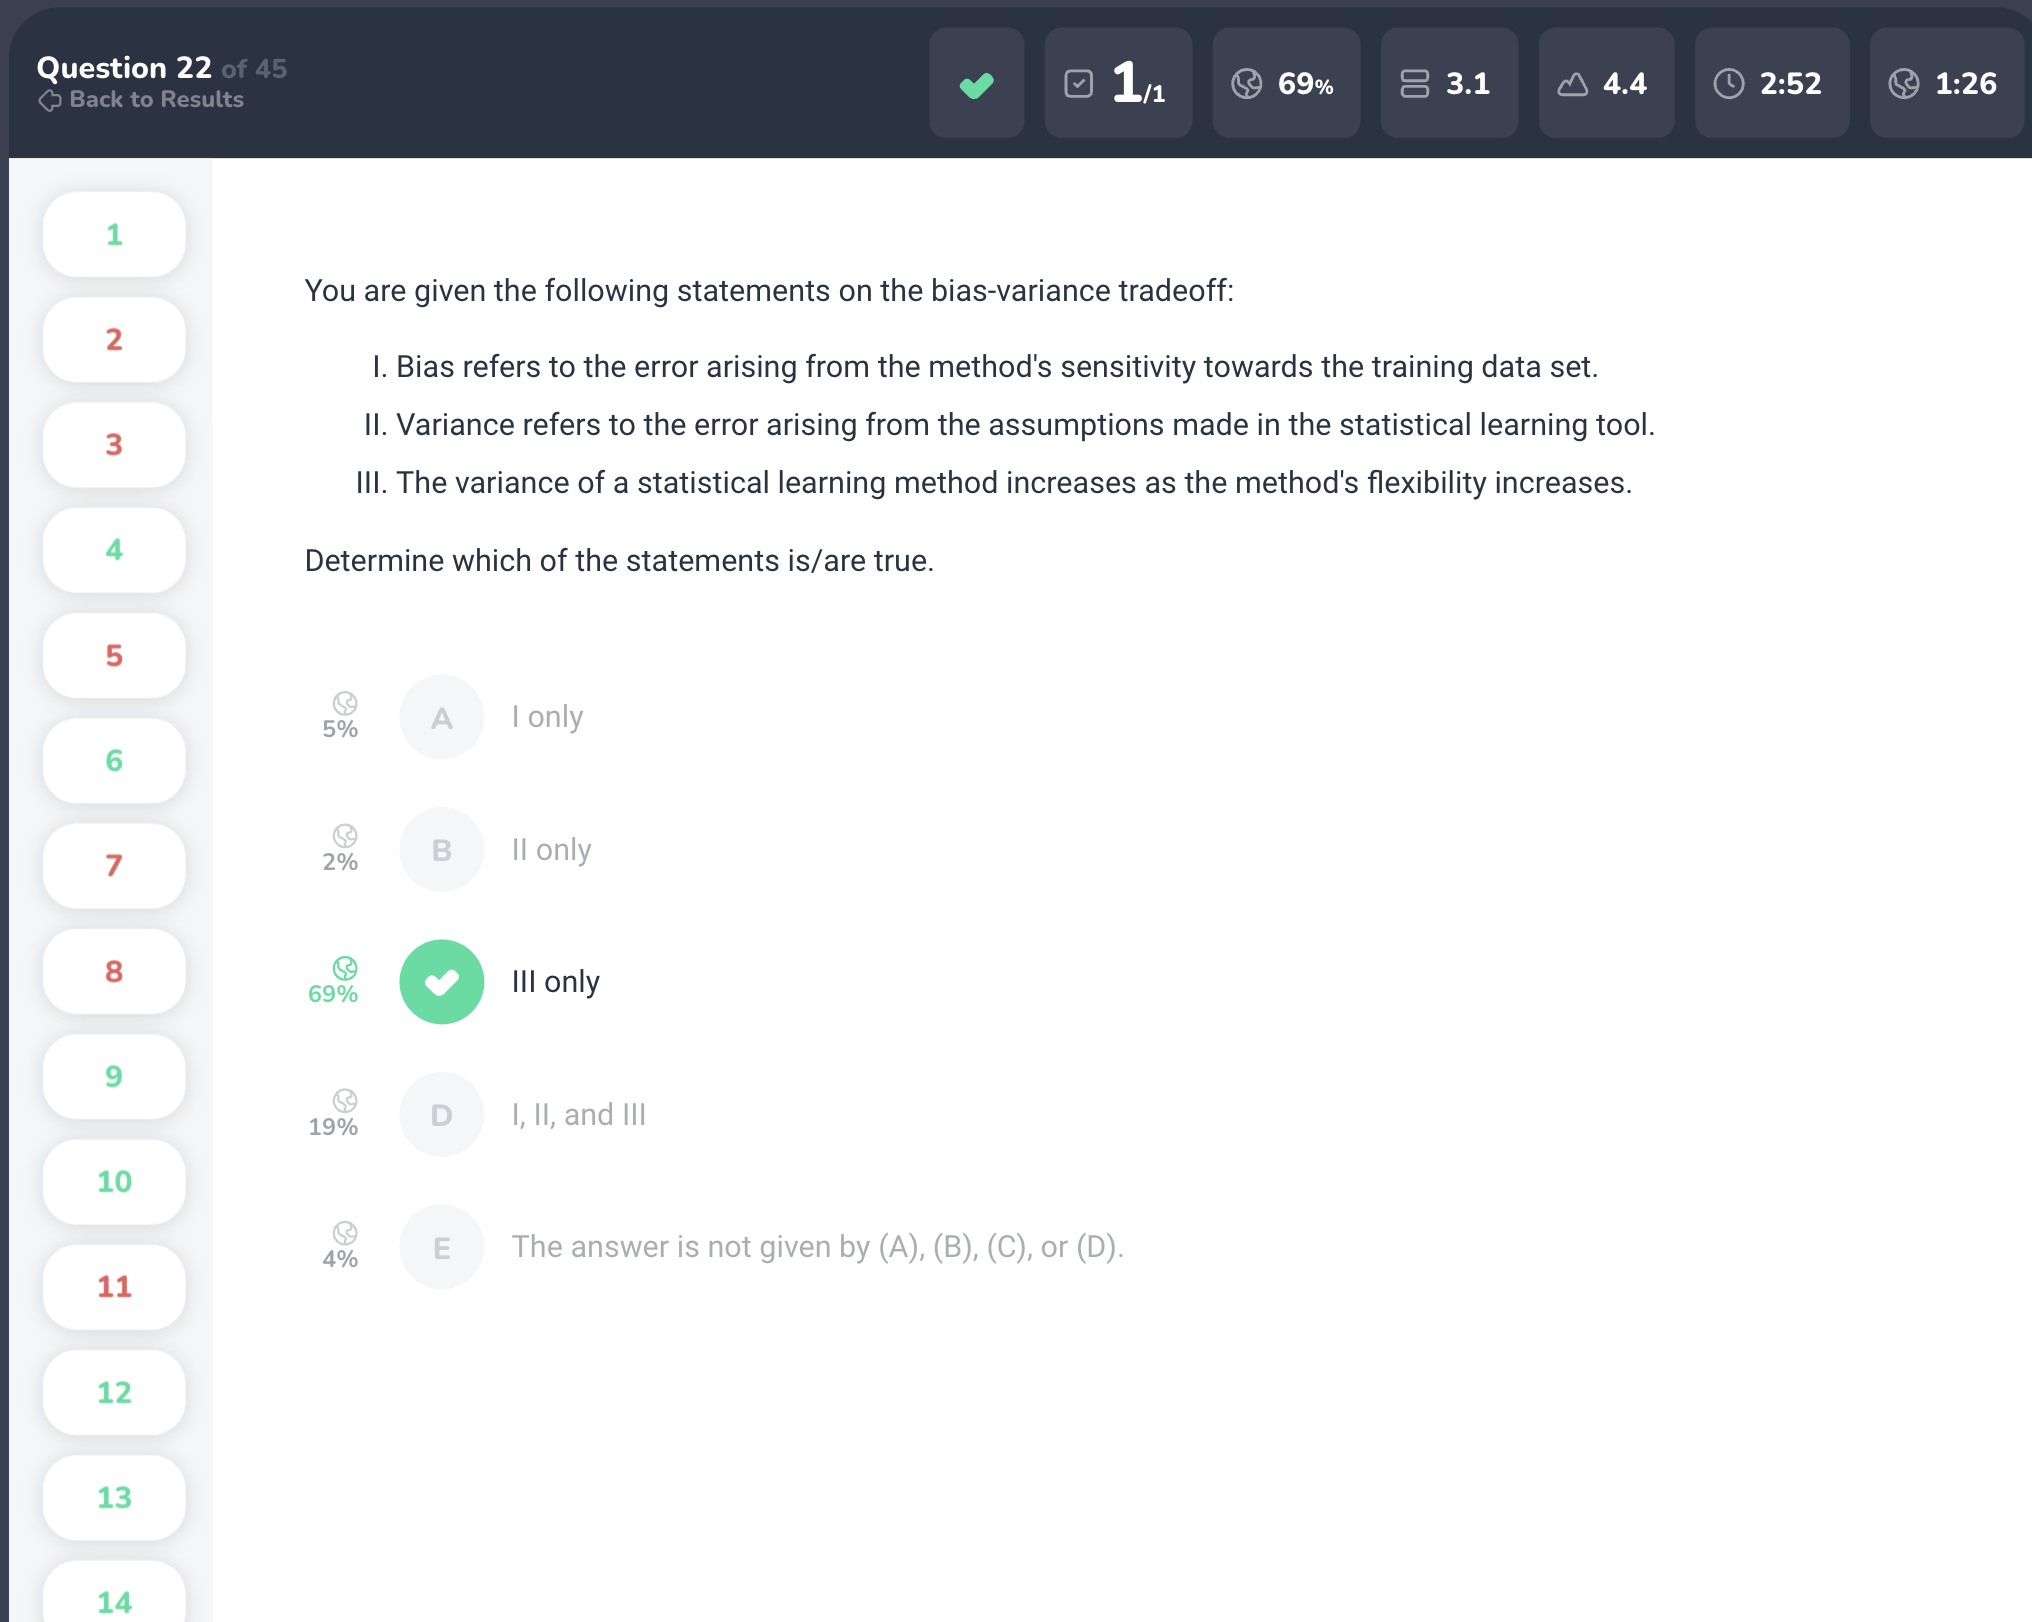 Question 22 of 45
Back to Results
1/1
69%
3.1
4.4
2:52
1:26
1
2
3
4
5
6
7
8
9
10
11
12
13
14
You are given the following statements on the bias-variance tradeoff:
I. Bias refers to the error arising from the method's sensitivity towards the training data set.
II. Variance refers to the error arising from the assumptions made in the statistical learning tool.
III. The variance of a statistical learning method increases as the method's flexibility increases.
Determine which of the statements is/are true.
5% A I only
2% B II only
69% III only
19% D I, II, and III
4% E The answer is not given by (A), (B), (C), or (D).